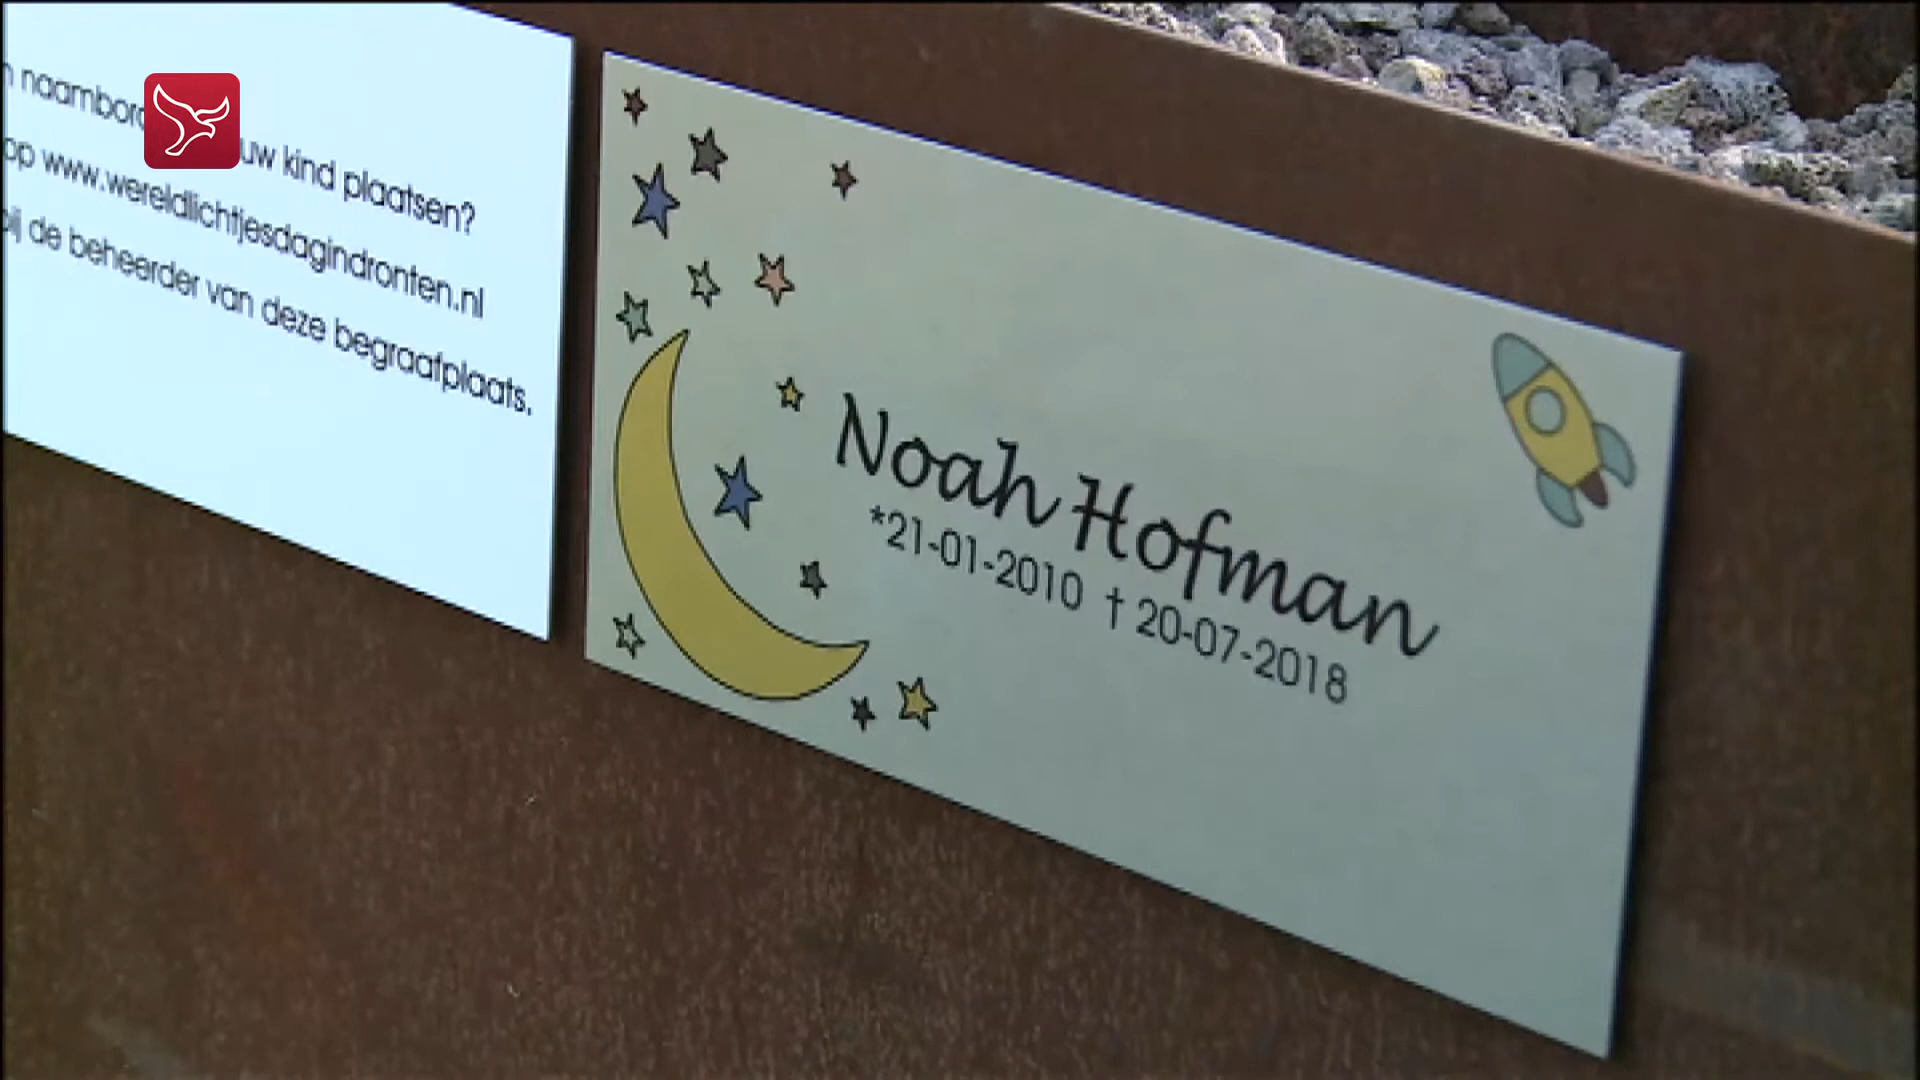 naambord uw kind plaatsen?
op www.wereldlichtjesdagindronten.nl
bij de beheerder van deze begraafplaats.
Noah Hofman
*21-01-2010 † 20-07-2018